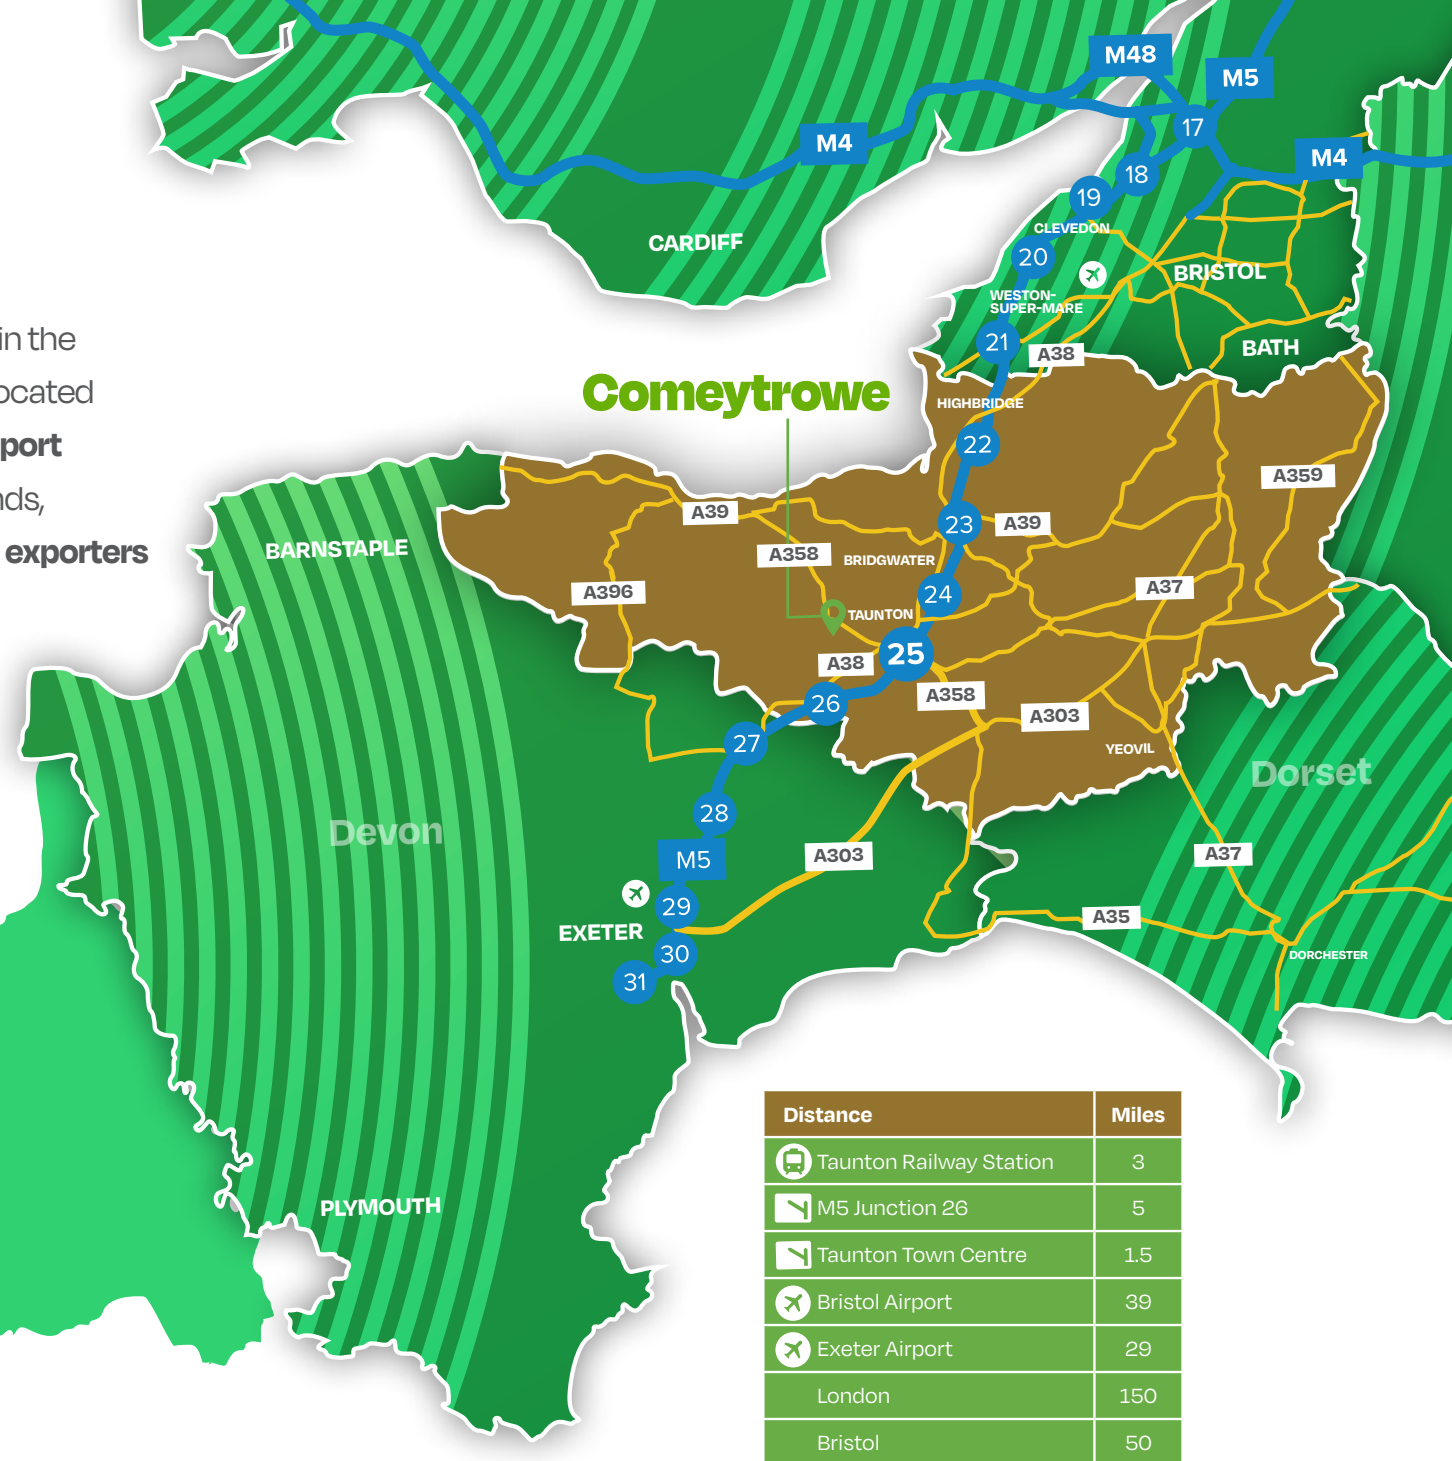 in the
ocated
port
nds,
exporters
M48
M5
M4
17
M4
18
19
CLEVEDON
CARDIFF
20
BRISTOL
WESTON-
SUPER-MARE
21
A38
BATH
Comeytrowe
HIGHBRIDGE
22
A359
A39
23
A39
BARNSTAPLE
A358
BRIDGWATER
A396
24
A37
TAUNTON
25
A38
A358
26
A303
27
YEOVIL
Dorset
28
Devon
M5
A303
A37
29
A35
EXETER
30
DORCHESTER
31
Distance Miles
Taunton Railway Station 3
M5 Junction 26 5
Taunton Town Centre 1.5
Bristol Airport 39
Exeter Airport 29
London 150
Bristol 50
PLYMOUTH